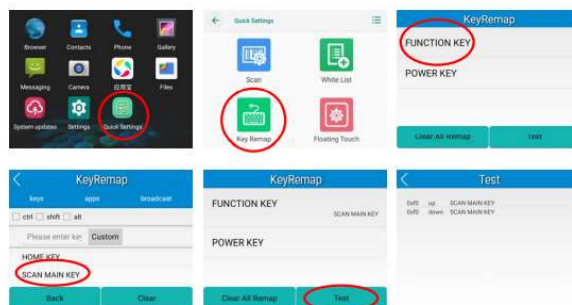 Browser Contacts Phone Gallery
Messaging Camera 应用宝 Files
System updates Settings Quick Settings
Quick Settings
Scan White List
Key Remap Floating Touch
KeyRemap
FUNCTION KEY
POWER KEY
Clear All Remap Test
KeyRemap
keys apps broadcast
ctrl shift alt
Please enter key Custom
HOME KEY
SCAN MAIN KEY
Back Clear
KeyRemap
FUNCTION KEY
SCAN MAIN KEY
POWER KEY
Clear All Remap Test
Test
0xf0 up SCAN MAIN KEY
0xf0 down SCAN MAIN KEY